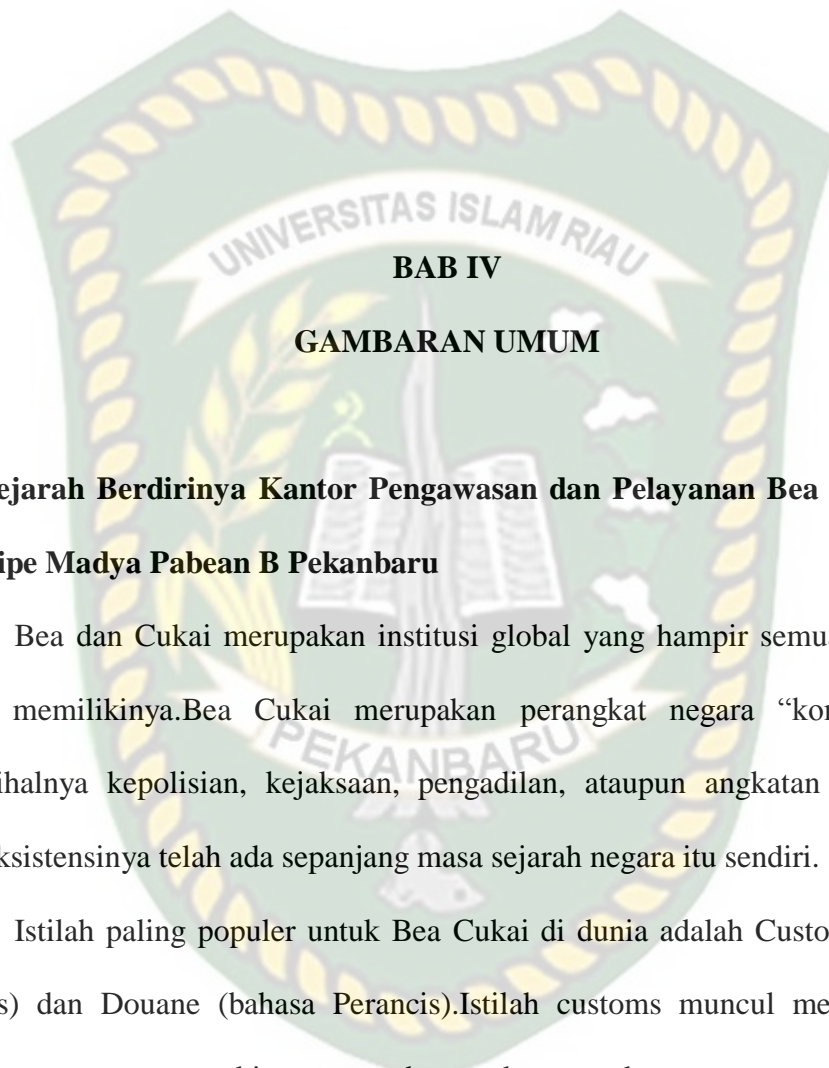 UNIVERSITAS ISLAM RIAU
BAB IV
GAMBARAN UMUM
ejarah Berdirinya Kantor Pengawasan dan Pelayanan Bea
ipe Madya Pabean B Pekanbaru
Bea dan Cukai merupakan institusi global yang hampir semu
memilikinya.Bea Cukai merupakan perangkat negara “kon
PEKANBARU
ihalnya kepolisian, kejaksaan, pengadilan, ataupun angkatan
ksistensinya telah ada sepanjang masa sejarah negara itu sendiri.
Istilah paling populer untuk Bea Cukai di dunia adalah Custo
s) dan Douane (bahasa Perancis).Istilah customs muncul me